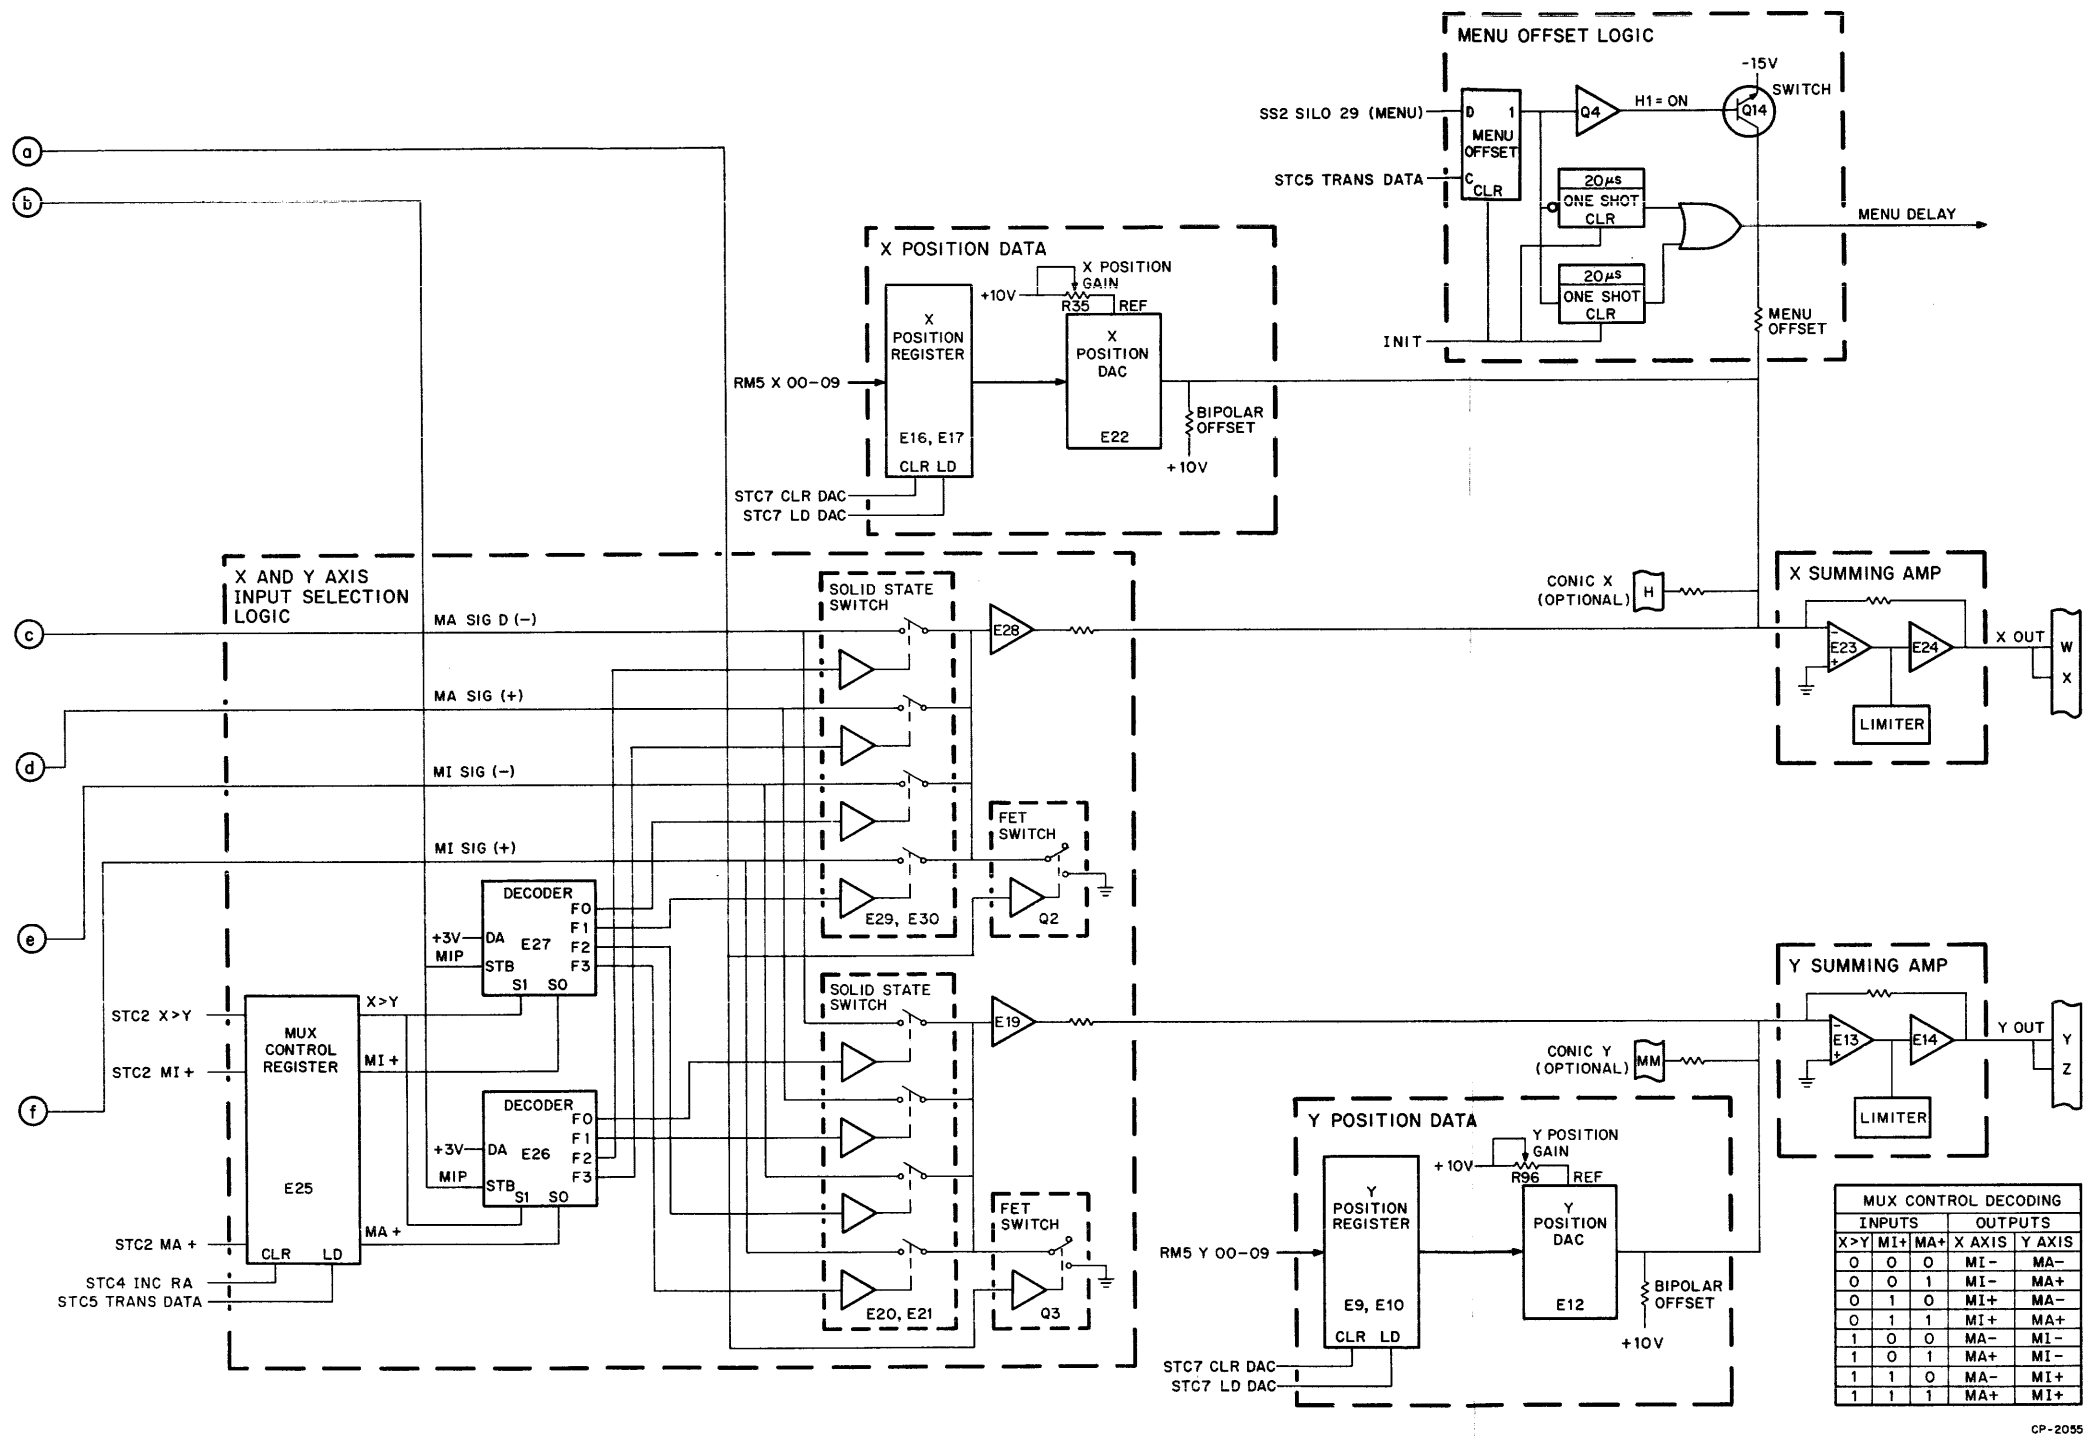 MENU OFFSET LOGIC
-15V
SWITCH
SS2 SILO 29 (MENU)
D 1
MENU
OFFSET
Q4
H1 = ON
Q14
STC5 TRANS DATA
C
CLR
20µs
ONE SHOT
CLR
MENU DELAY
20µs
ONE SHOT
CLR
INIT
MENU
OFFSET
a
b
c
d
e
f
X POSITION DATA
X POSITION
GAIN
+10V
R35
REF
X
POSITION
REGISTER
E16, E17
CLR LD
X
POSITION
DAC
E22
RM5 X 00-09
BIPOLAR
OFFSET
+10V
STC7 CLR DAC
STC7 LD DAC
X AND Y AXIS
INPUT SELECTION
LOGIC
SOLID STATE
SWITCH
MA SIG D (-)
MA SIG (+)
MI SIG (-)
MI SIG (+)
E28
E29, E30
FET
SWITCH
Q2
DECODER
F0
F1
F2
F3
+3V
DA
E27
MIP
STB
S1 S0
STC2 X>Y
STC2 MI+
STC2 MA+
MUX
CONTROL
REGISTER
E25
CLR LD
X>Y
MI+
MA+
STC4 INC RA
STC5 TRANS DATA
DECODER
F0
F1
F2
F3
+3V
DA
E26
MIP
STB
S1 S0
SOLID STATE
SWITCH
E19
E20, E21
FET
SWITCH
Q3
CONIC X
(OPTIONAL)
H
X SUMMING AMP
-
+
E23
E24
LIMITER
X OUT
W
X
CONIC Y
(OPTIONAL)
MM
Y SUMMING AMP
-
+
E13
E14
LIMITER
Y OUT
Y
Z
Y POSITION DATA
Y POSITION
GAIN
+10V
R96
REF
Y
POSITION
REGISTER
E9, E10
CLR LD
Y
POSITION
DAC
E12
RM5 Y 00-09
BIPOLAR
OFFSET
+10V
STC7 CLR DAC
STC7 LD DAC
MUX CONTROL DECODING
INPUTS OUTPUTS
X>Y MI+ MA+ X AXIS Y AXIS
0 0 0 MI- MA-
0 0 1 MI- MA+
0 1 0 MI+ MA-
0 1 1 MI+ MA+
1 0 0 MA- MI-
1 0 1 MA+ MI-
1 1 0 MA- MI+
1 1 1 MA+ MI+
CP-2055